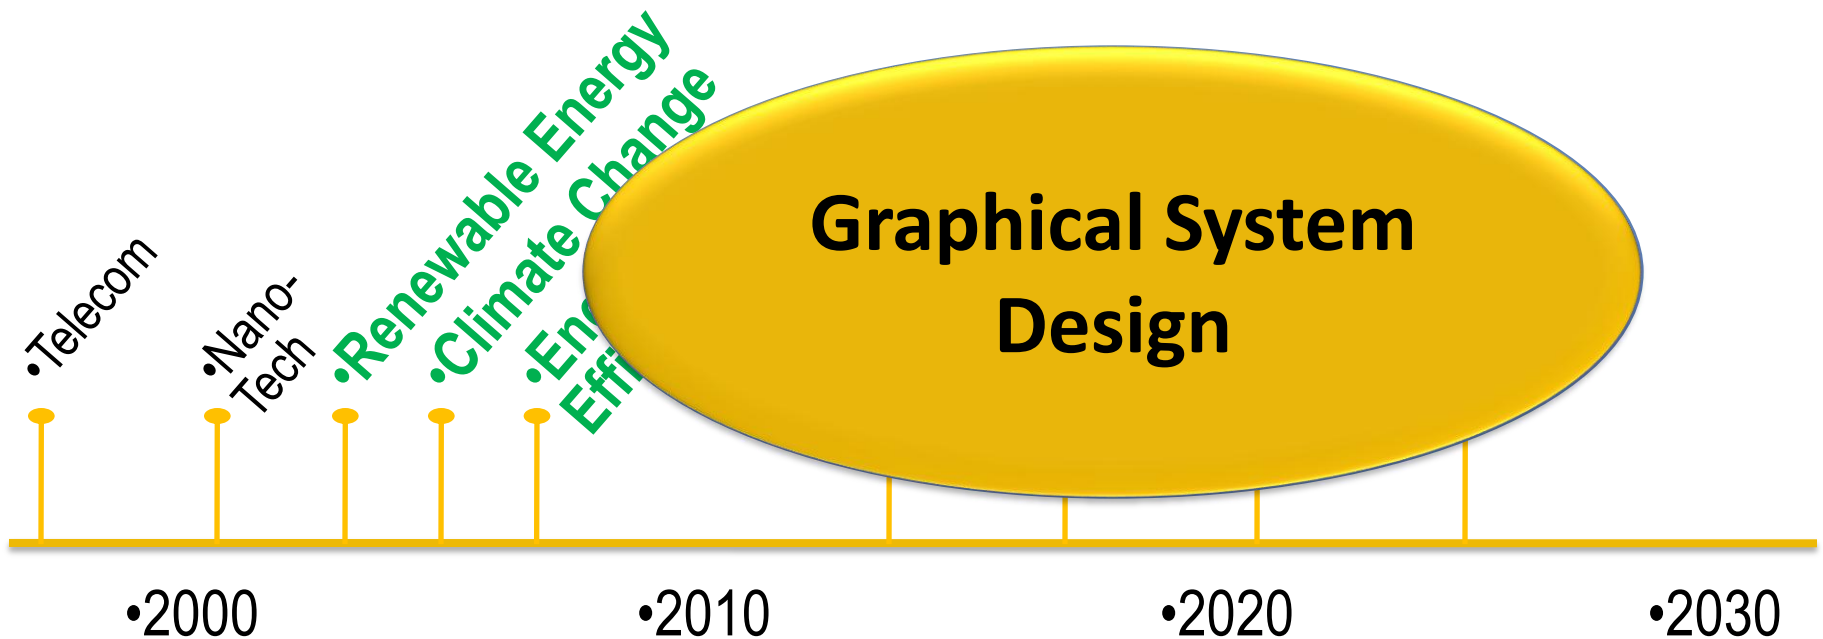 •Telecom
•Nano-
Tech
•Renewable Energy
•Climate Change
Graphical System
Design
•2000
•2010
•2020
•2030